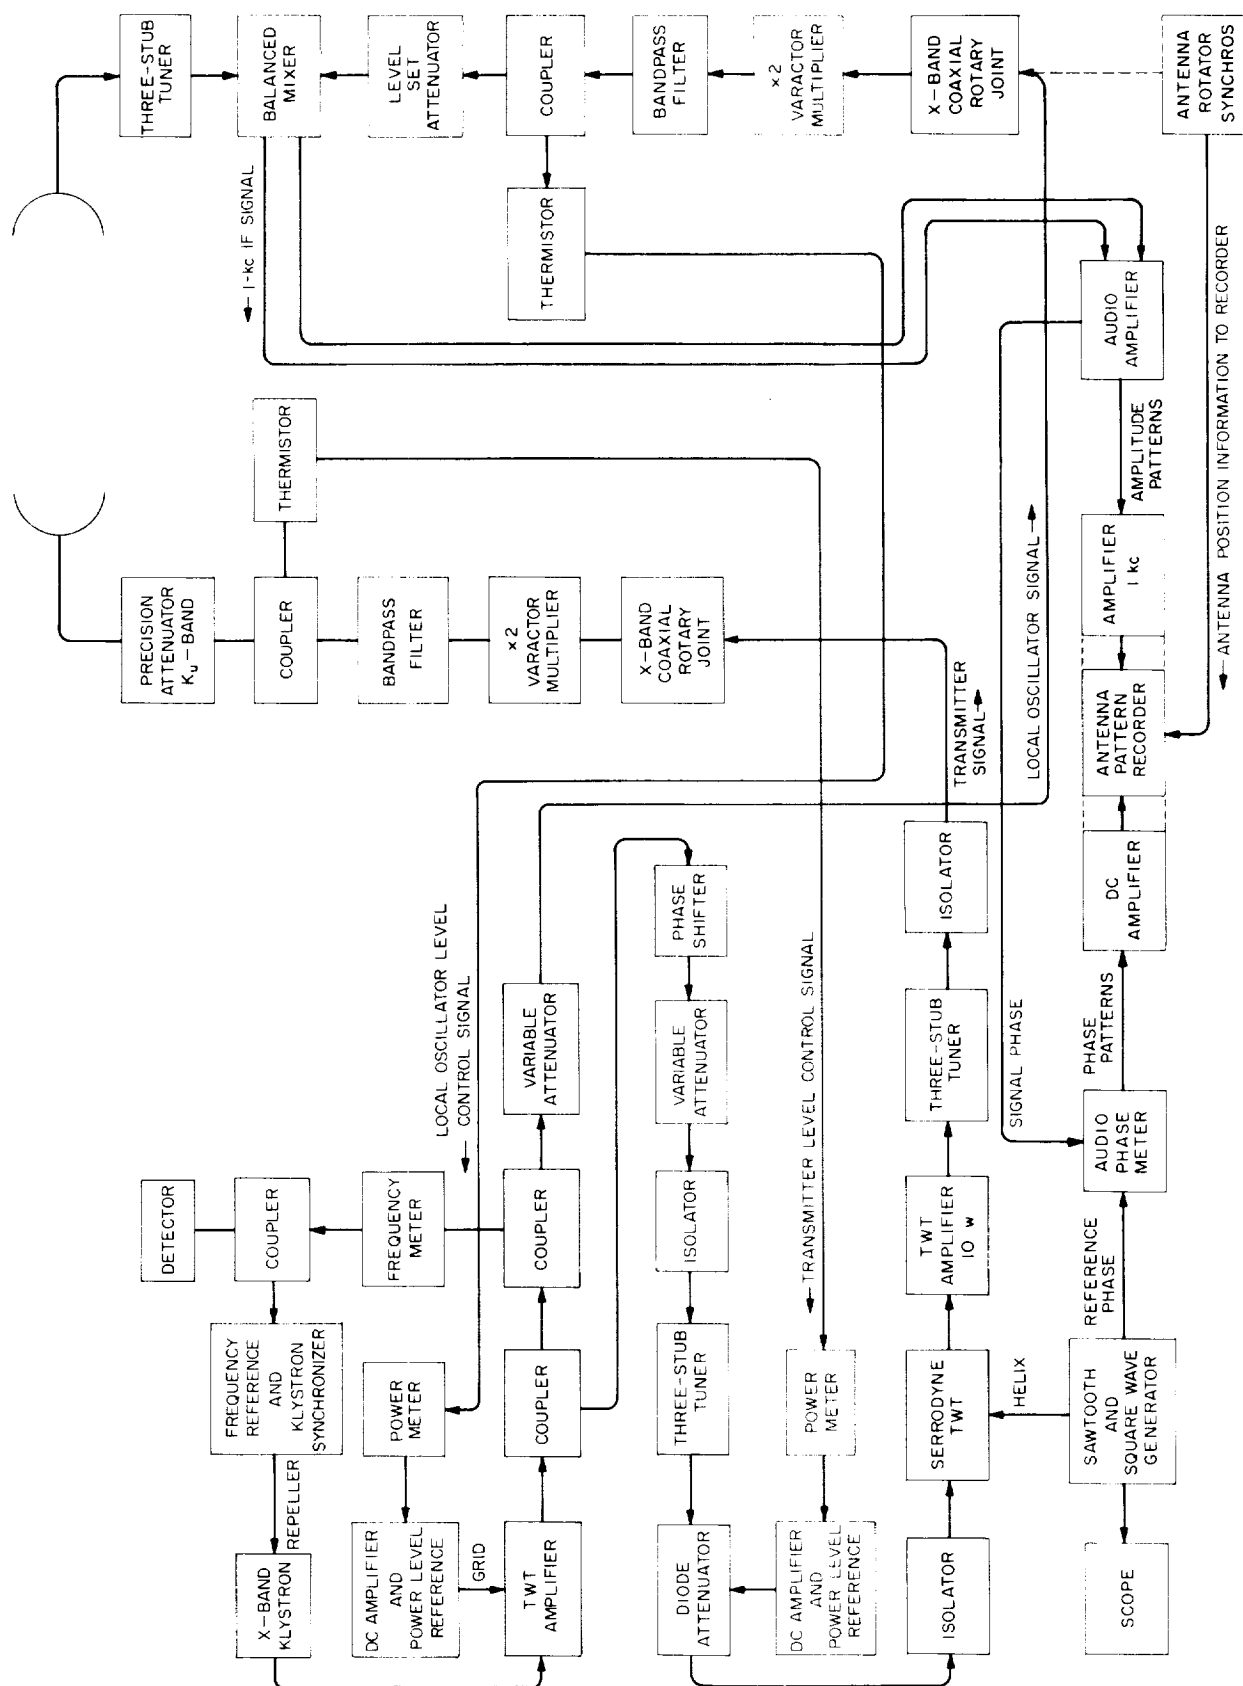 X-BAND
KLYSTRON
REPELLER
FREQUENCY
REFERENCE
AND
KLYSTRON
SYNCHRONIZER
COUPLER
DETECTOR
DC AMPLIFIER
AND
POWER LEVEL
REFERENCE
GRID
POWER
METER
FREQUENCY
METER
LOCAL OSCILLATOR LEVEL
CONTROL SIGNAL
TWT
AMPLIFIER
COUPLER
COUPLER
VARIABLE
ATTENUATOR
DIODE
ATTENUATOR
THREE-STUB
TUNER
ISOLATOR
VARIABLE
ATTENUATOR
PHASE
SHIFTER
DC AMPLIFIER
AND
POWER LEVEL
REFERENCE
POWER
METER
TRANSMITTER LEVEL CONTROL SIGNAL
ISOLATOR
SERRODYNE
TWT
TWT
AMPLIFIER
10 w
THREE-STUB
TUNER
ISOLATOR
TRANSMITTER
SIGNAL
HELIX
SCOPE
SAWTOOTH
AND
SQUARE WAVE
GENERATOR
REFERENCE
PHASE
AUDIO
PHASE
METER
SIGNAL PHASE
PHASE
PATTERNS
DC
AMPLIFIER
ANTENNA
PATTERN
RECORDER
AMPLIFIER
1 kc
AMPLITUDE
PATTERNS
AUDIO
AMPLIFIER
LOCAL OSCILLATOR SIGNAL
ANTENNA POSITION INFORMATION TO RECORDER
PRECISION
ATTENUATOR
Ku-BAND
COUPLER
THERMISTOR
BANDPASS
FILTER
×2
VARACTOR
MULTIPLIER
X-BAND
COAXIAL
ROTARY
JOINT
THREE-STUB
TUNER
BALANCED
MIXER
1-kc IF SIGNAL
LEVEL
SET
ATTENUATOR
COUPLER
THERMISTOR
BANDPASS
FILTER
×2
VARACTOR
MULTIPLIER
X-BAND
COAXIAL
ROTARY
JOINT
ANTENNA
ROTATOR
SYNCHROS